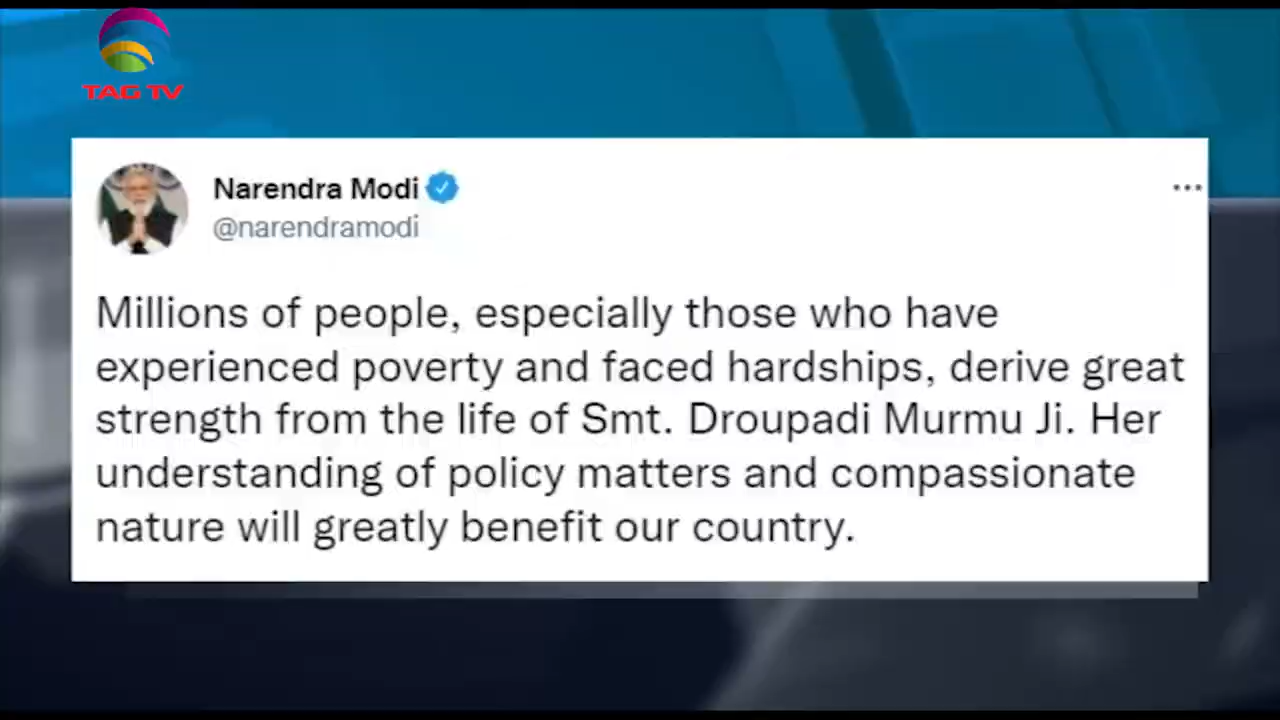 TAG TV
Narendra Modi
@narendramodi
Millions of people, especially those who have
experienced poverty and faced hardships, derive great
strength from the life of Smt. Droupadi Murmu Ji. Her
understanding of policy matters and compassionate
nature will greatly benefit our country.